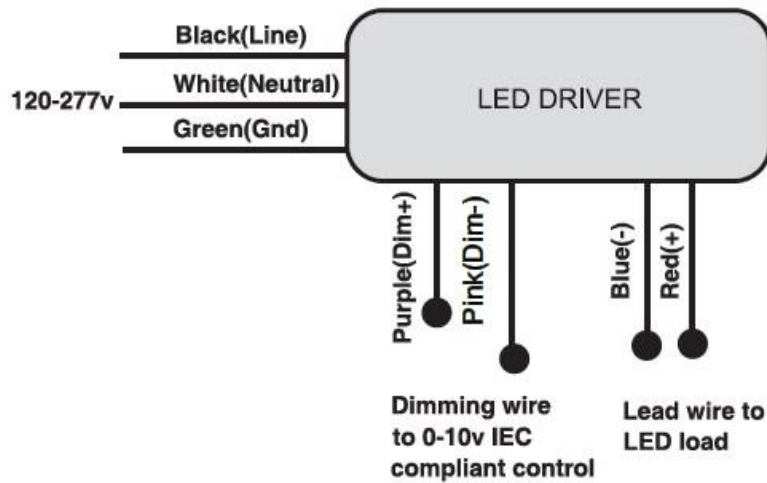 Black(Line)
White(Neutral)
120-277v
Green(Gnd)
LED DRIVER
Purple(Dim+)
Pink(Dim-)
Blue(-)
Red(+)
Dimming wire
to 0-10v IEC
compliant control
Lead wire to
LED load